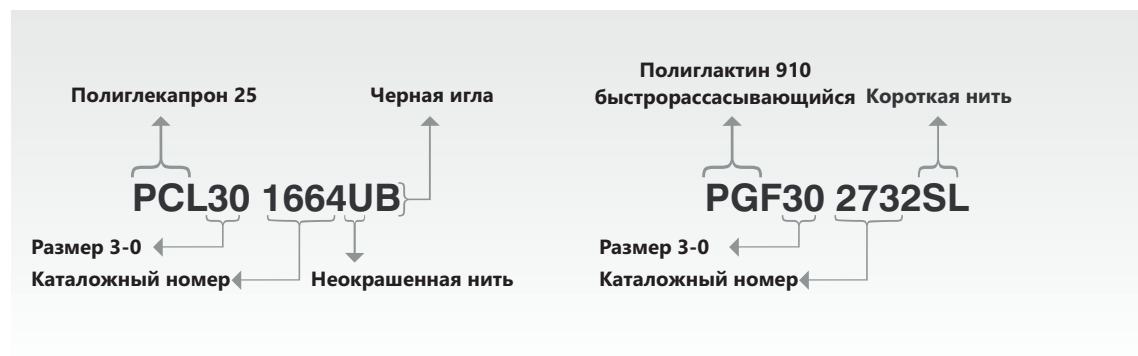 Полиглекапрон 25
Черная игла
PCL30 1664UB
Размер 3-0
Каталожный номер
Неокрашенная нить
Полиглактин 910
быстрорассасывающийся
Короткая нить
PGF30 2732SL
Размер 3-0
Каталожный номер